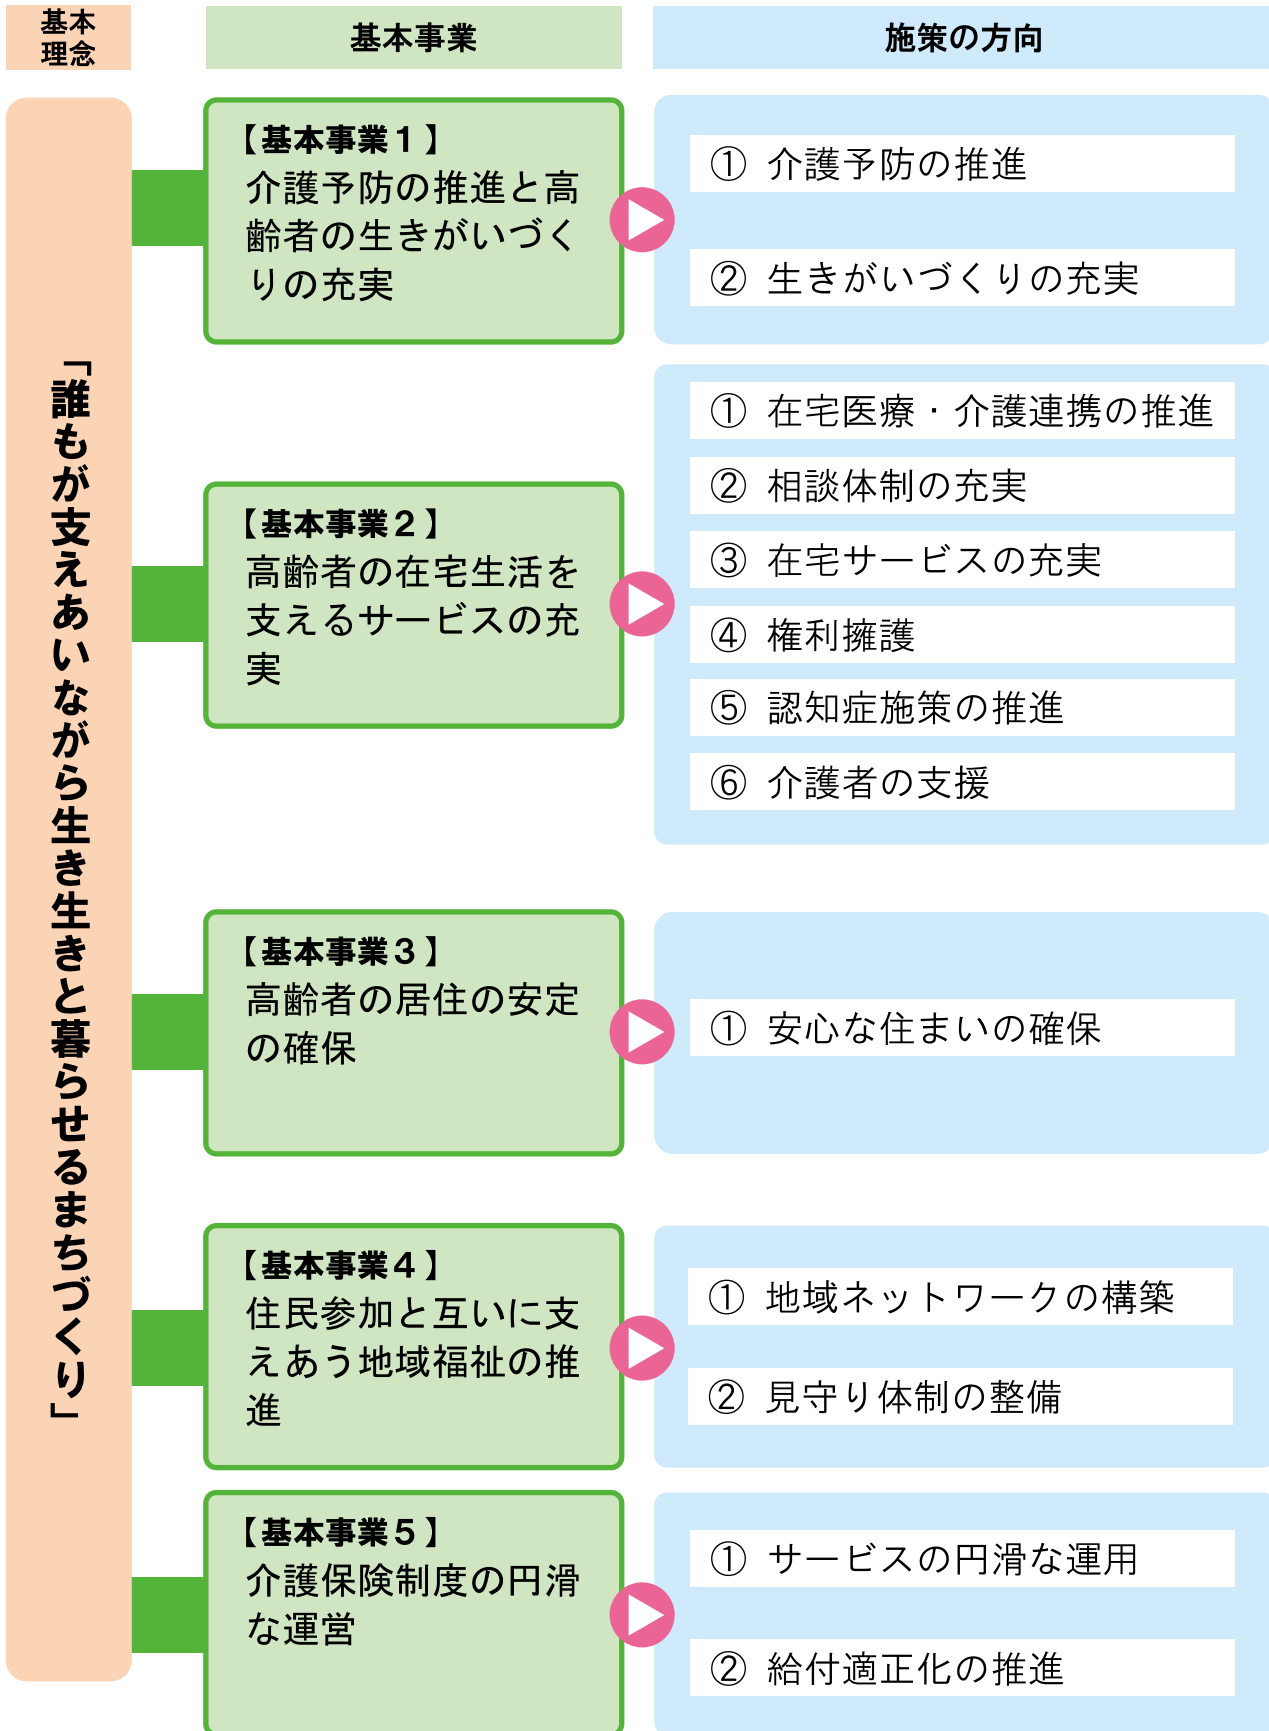 基本
理念
基本事業
施策の方向
「誰もが支えあいながら生き生きと暮らせるまちづくり」
【基本事業１】
介護予防の推進と高
齢者の生きがいづく
りの充実
① 介護予防の推進
② 生きがいづくりの充実
【基本事業２】
高齢者の在宅生活を
支えるサービスの充
実
① 在宅医療・介護連携の推進
② 相談体制の充実
③ 在宅サービスの充実
④ 権利擁護
⑤ 認知症施策の推進
⑥ 介護者の支援
【基本事業３】
高齢者の居住の安定
の確保
① 安心な住まいの確保
【基本事業４】
住民参加と互いに支
えあう地域福祉の推
進
① 地域ネットワークの構築
② 見守り体制の整備
【基本事業５】
介護保険制度の円滑
な運営
① サービスの円滑な運用
② 給付適正化の推進